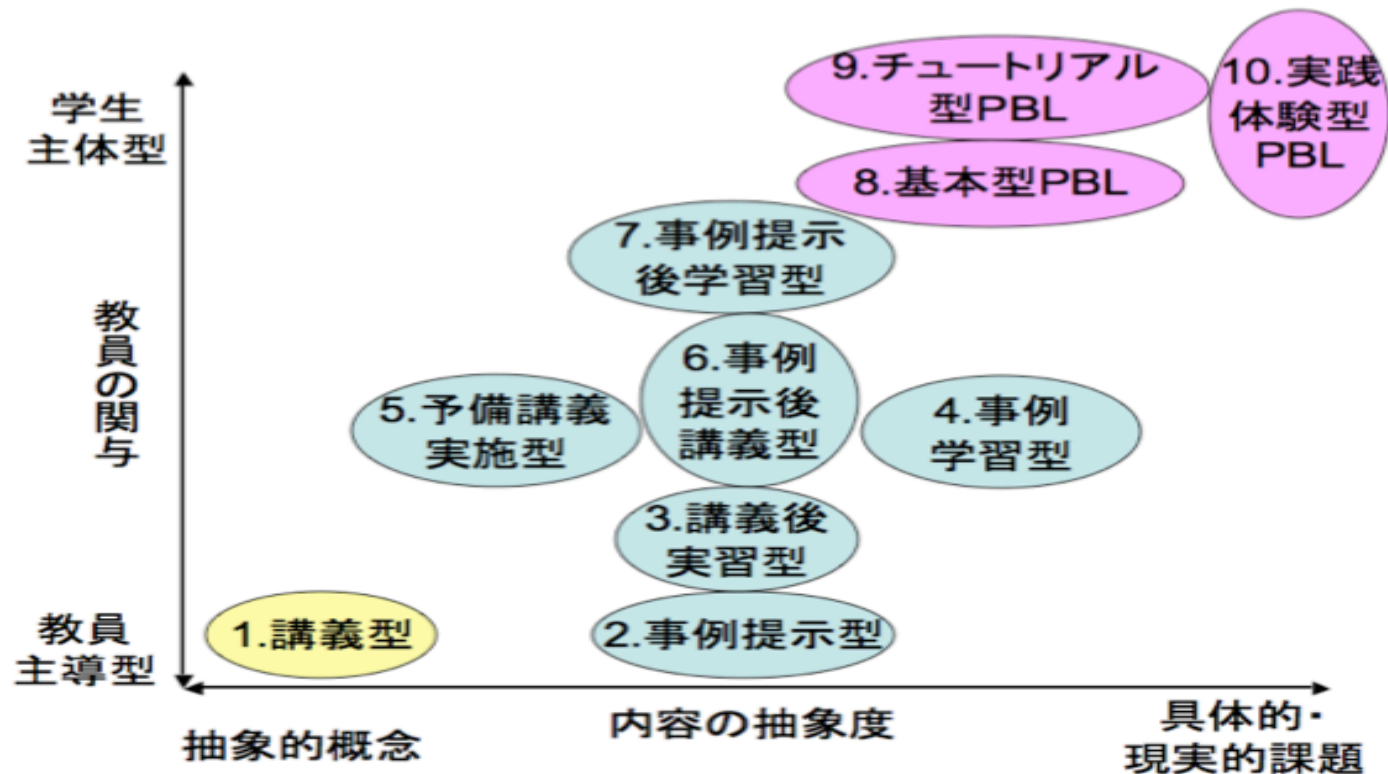 9.チュートリアル
型PBL
10.実践
体験型
PBL
学生
主体型
8.基本型PBL
7.事例提示
後学習型
教員の関与
6.事例
提示後
講義型
5.予備講義
実施型
4.事例
学習型
3.講義後
実習型
教員
主導型
1.講義型
2.事例提示型
抽象的概念
内容の抽象度
具体的・
現実的課題